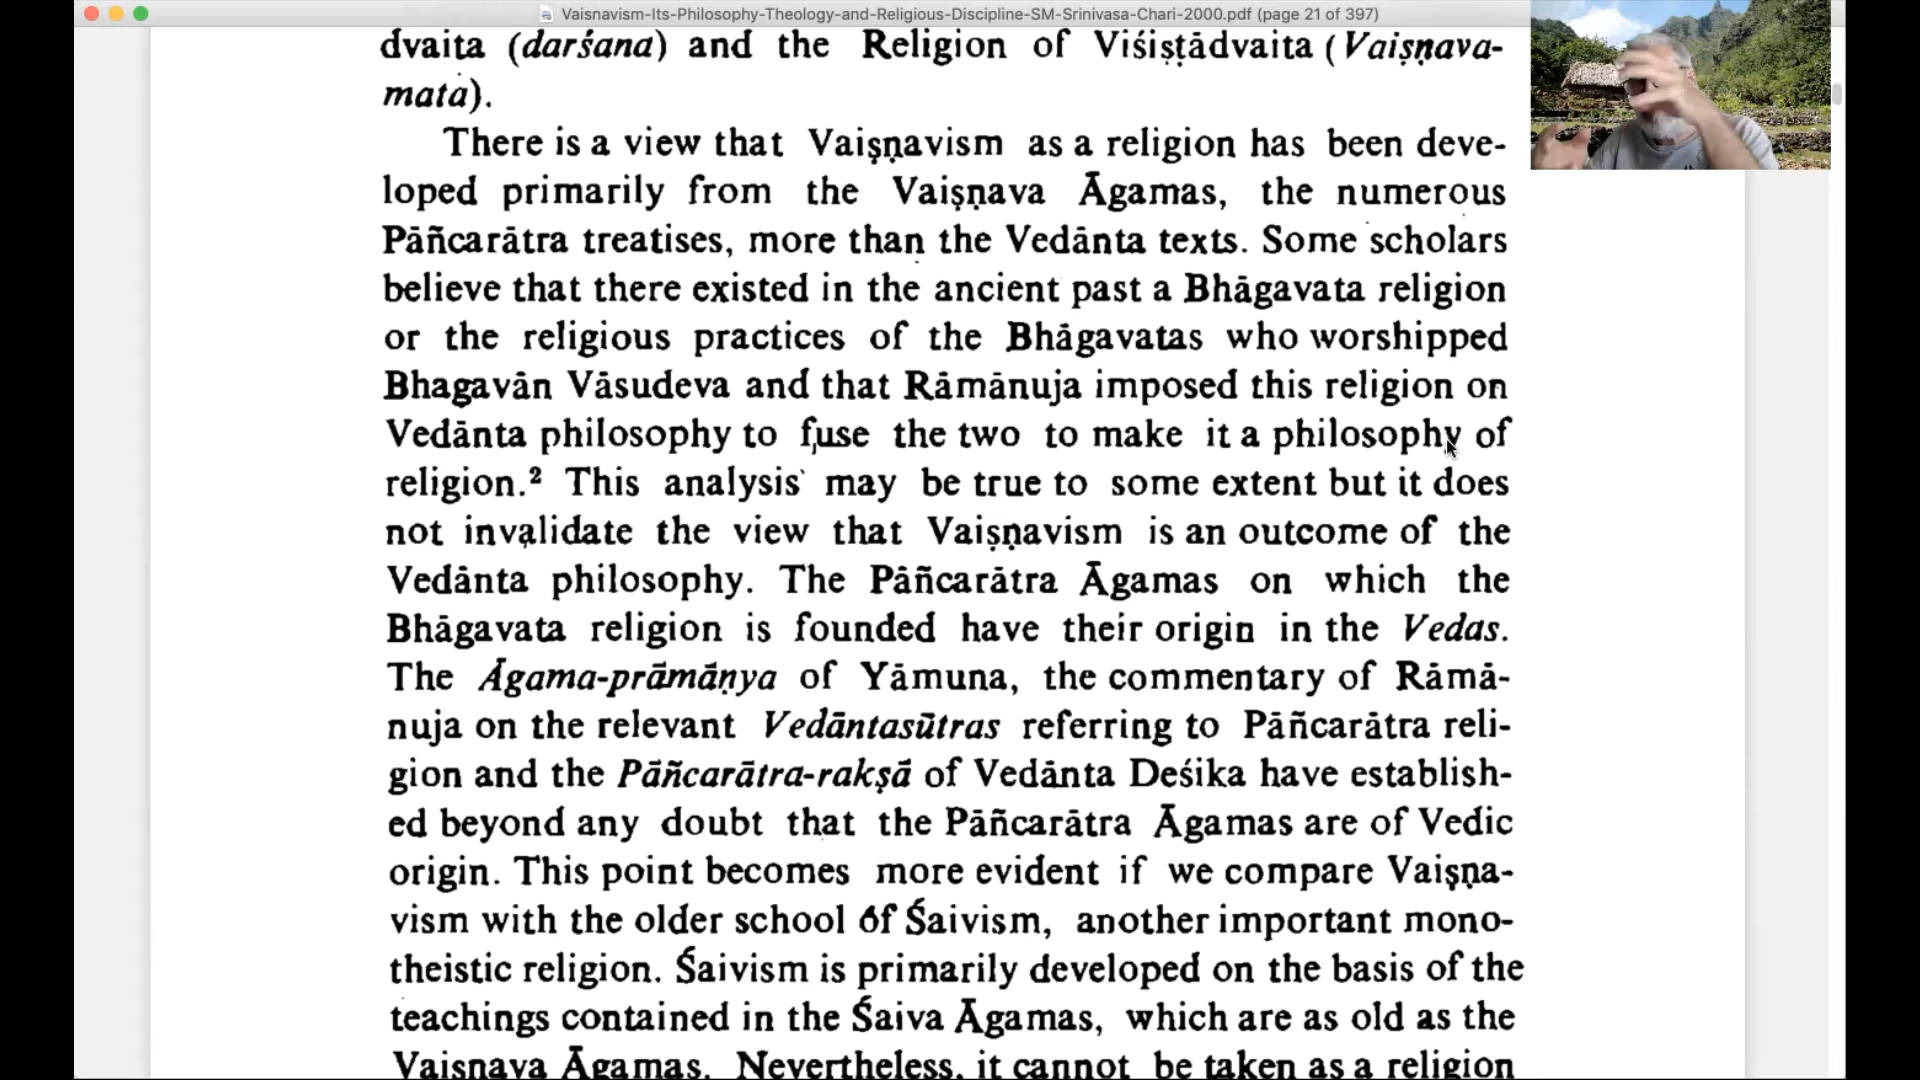 Vaisnavism-Its-Philosophy-Theology-and-Religious-Discipline-SM-Srinivasa-Chari-2000.pdf (page 21 of 397)
dvaita (darśana) and the Religion of Viśiṣṭādvaita (Vaiṣṇava-
mata).
There is a view that Vaiṣṇavism as a religion has been deve-
loped primarily from the Vaiṣṇava Āgamas, the numerous
Pāñcarātra treatises, more than the Vedānta texts. Some scholars
believe that there existed in the ancient past a Bhāgavata religion
or the religious practices of the Bhāgavatas who worshipped
Bhagavān Vāsudeva and that Rāmānuja imposed this religion on
Vedānta philosophy to fuse the two to make it a philosophy of
religion.² This analysis may be true to some extent but it does
not invalidate the view that Vaiṣṇavism is an outcome of the
Vedānta philosophy. The Pāñcarātra Āgamas on which the
Bhāgavata religion is founded have their origin in the Vedas.
The Āgama-prāmāṇya of Yāmuna, the commentary of Rāmā-
nuja on the relevant Vedāntasūtras referring to Pāñcarātra reli-
gion and the Pāñcarātra-rakṣā of Vedānta Deśika have establish-
ed beyond any doubt that the Pāñcarātra Āgamas are of Vedic
origin. This point becomes more evident if we compare Vaiṣṇa-
vism with the older school of Śaivism, another important mono-
theistic religion. Śaivism is primarily developed on the basis of the
teachings contained in the Śaiva Āgamas, which are as old as the
Vaiṣṇava Āgamas. Nevertheless, it cannot be taken as a religion